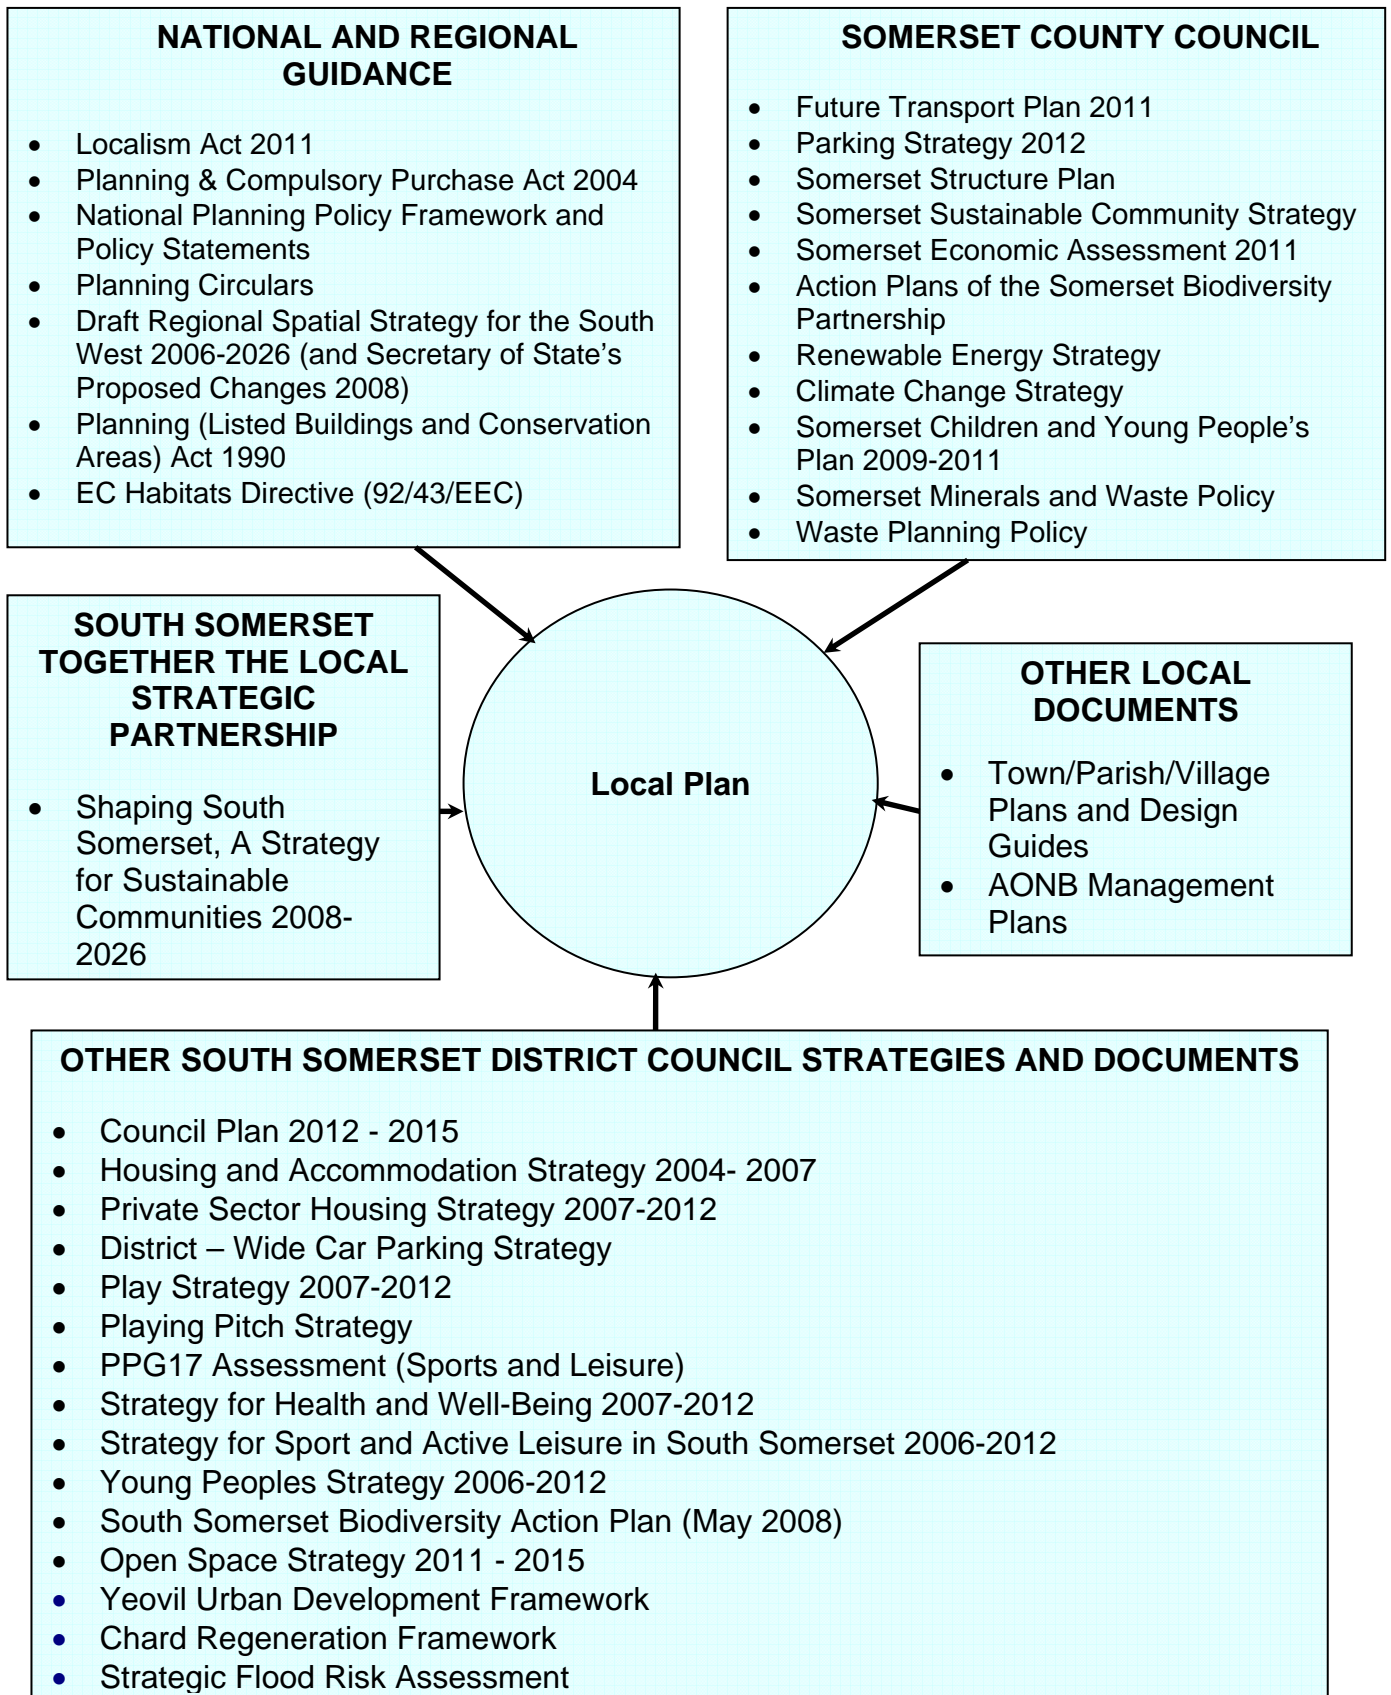 NATIONAL AND REGIONAL
GUIDANCE
• Localism Act 2011
• Planning & Compulsory Purchase Act 2004
• National Planning Policy Framework and
Policy Statements
• Planning Circulars
• Draft Regional Spatial Strategy for the South
West 2006-2026 (and Secretary of State’s
Proposed Changes 2008)
• Planning (Listed Buildings and Conservation
Areas) Act 1990
• EC Habitats Directive (92/43/EEC)
SOMERSET COUNTY COUNCIL
• Future Transport Plan 2011
• Parking Strategy 2012
• Somerset Structure Plan
• Somerset Sustainable Community Strategy
• Somerset Economic Assessment 2011
• Action Plans of the Somerset Biodiversity
Partnership
• Renewable Energy Strategy
• Climate Change Strategy
• Somerset Children and Young People’s
Plan 2009-2011
• Somerset Minerals and Waste Policy
• Waste Planning Policy
SOUTH SOMERSET
TOGETHER THE LOCAL
STRATEGIC
PARTNERSHIP
• Shaping South
Somerset, A Strategy
for Sustainable
Communities 2008-
2026
Local Plan
OTHER LOCAL
DOCUMENTS
• Town/Parish/Village
Plans and Design
Guides
• AONB Management
Plans
OTHER SOUTH SOMERSET DISTRICT COUNCIL STRATEGIES AND DOCUMENTS
• Council Plan 2012 - 2015
• Housing and Accommodation Strategy 2004- 2007
• Private Sector Housing Strategy 2007-2012
• District – Wide Car Parking Strategy
• Play Strategy 2007-2012
• Playing Pitch Strategy
• PPG17 Assessment (Sports and Leisure)
• Strategy for Health and Well-Being 2007-2012
• Strategy for Sport and Active Leisure in South Somerset 2006-2012
• Young Peoples Strategy 2006-2012
• South Somerset Biodiversity Action Plan (May 2008)
• Open Space Strategy 2011 - 2015
• Yeovil Urban Development Framework
• Chard Regeneration Framework
• Strategic Flood Risk Assessment